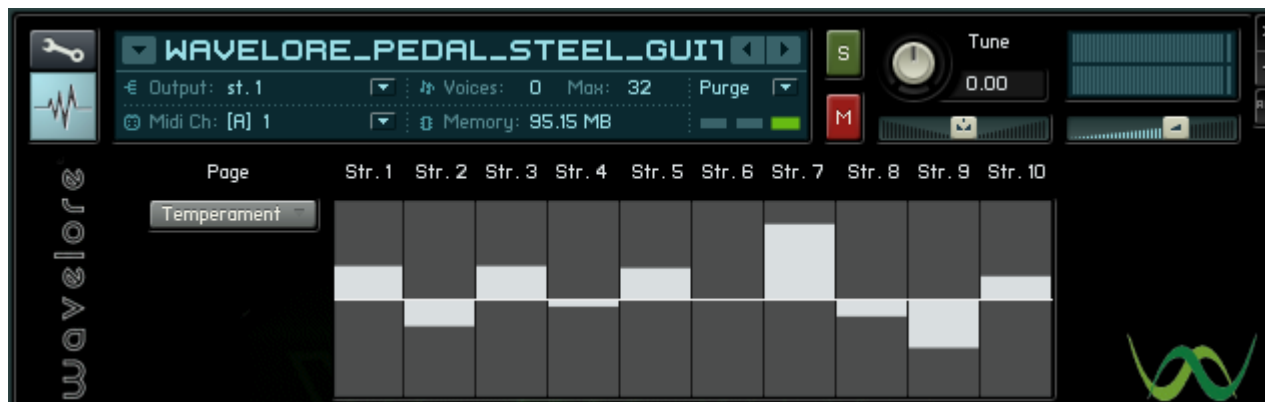 WAVELORE_PEDAL_STEEL_GUIT
S
Tune
0.00
Output: st. 1
Voices: 0 Max: 32
Purge
Midi Ch: [A] 1
Memory: 95.15 MB
M
wavelore
Page
Str. 1 Str. 2 Str. 3 Str. 4 Str. 5 Str. 6 Str. 7 Str. 8 Str. 9 Str. 10
Temperament